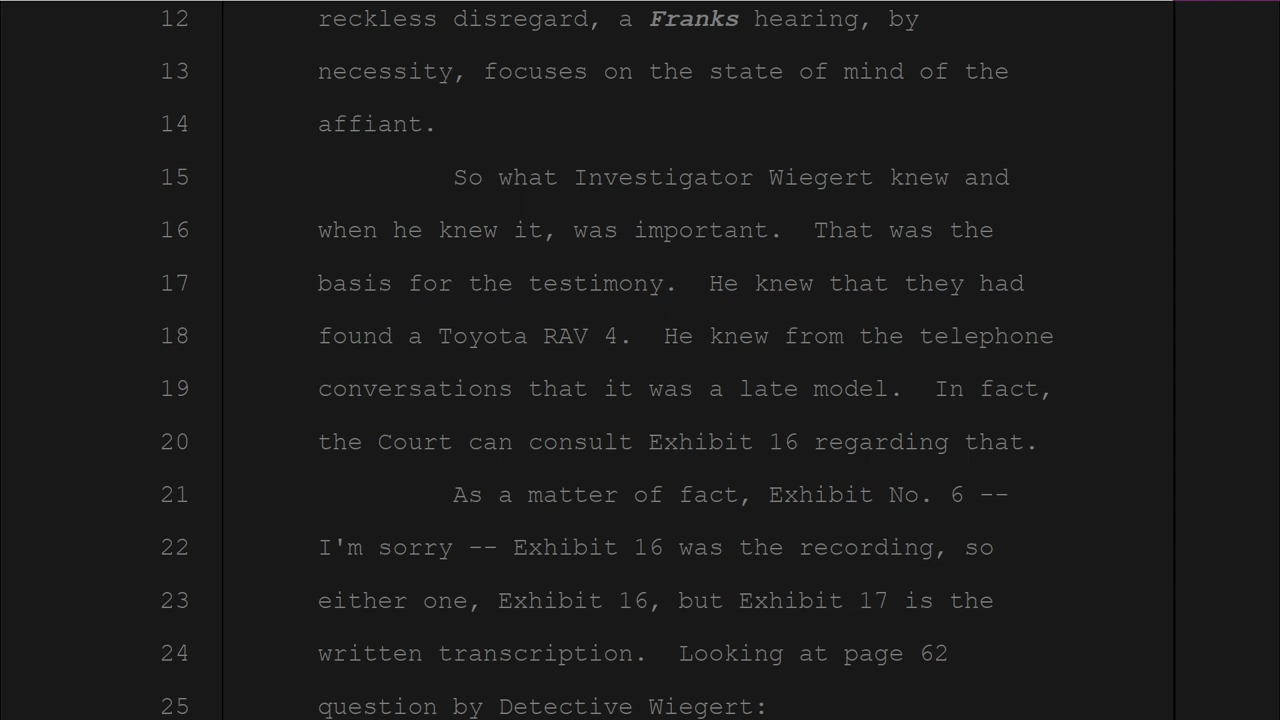 12 reckless disregard, a Franks hearing, by
13 necessity, focuses on the state of mind of the
14 affiant.
15 So what Investigator Wiegert knew and
16 when he knew it, was important. That was the
17 basis for the testimony. He knew that they had
18 found a Toyota RAV 4. He knew from the telephone
19 conversations that it was a late model. In fact,
20 the Court can consult Exhibit 16 regarding that.
21 As a matter of fact, Exhibit No. 6 --
22 I'm sorry -- Exhibit 16 was the recording, so
23 either one, Exhibit 16, but Exhibit 17 is the
24 written transcription. Looking at page 62
25 question by Detective Wiegert: